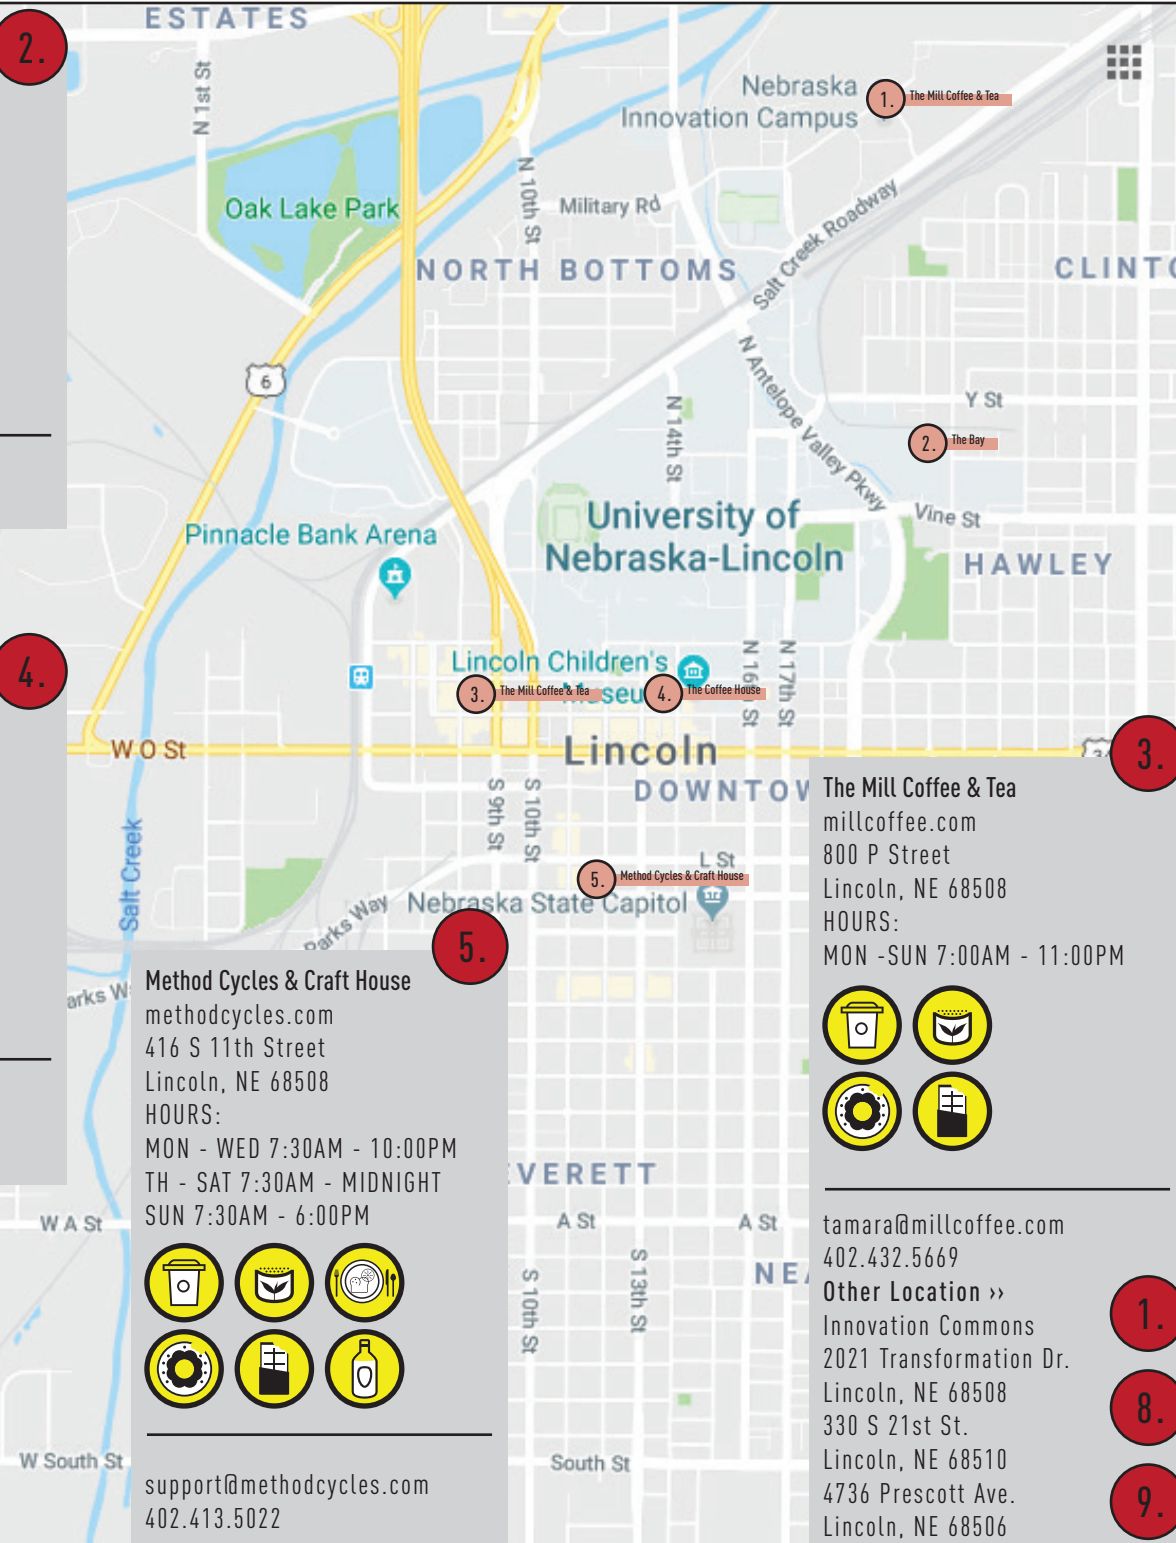 ESTATES
2.
N 1st St
Nebraska
Innovation Campus
1.
The Mill Coffee & Tea
Oak Lake Park
N 10th St
Military Rd
Salt Creek Roadway
NORTH BOTTOMS
CLINTO
6
N Antelope Valley Pkwy
N 14th St
Y St
2.
The Bay
University of
Nebraska-Lincoln
Vine St
Pinnacle Bank Arena
HAWLEY
4.
Lincoln Children's
Museu
N 16th St
N 17th St
3.
The Mill Coffee & Tea
4.
The Coffee House
W O St
Lincoln
34
3.
DOWNTOW
S 9th St
S 10th St
Salt Creek
L St
5.
Method Cycles & Craft House
Nebraska State Capitol
Parks Way
arks W
5.
Method Cycles & Craft House
methodcycles.com
416 S 11th Street
Lincoln, NE 68508
HOURS:
MON - WED 7:30AM - 10:00PM
TH - SAT 7:30AM - MIDNIGHT
SUN 7:30AM - 6:00PM
support@methodcycles.com
402.413.5022
The Mill Coffee & Tea
millcoffee.com
800 P Street
Lincoln, NE 68508
HOURS:
MON -SUN 7:00AM - 11:00PM
tamara@millcoffee.com
402.432.5669
Other Location ››
Innovation Commons
2021 Transformation Dr.
Lincoln, NE 68508
330 S 21st St.
Lincoln, NE 68510
4736 Prescott Ave.
Lincoln, NE 68506
1.
8.
9.
VERETT
W A St
A St
A St
S 10th St
S 13th St
NEA
W South St
South St